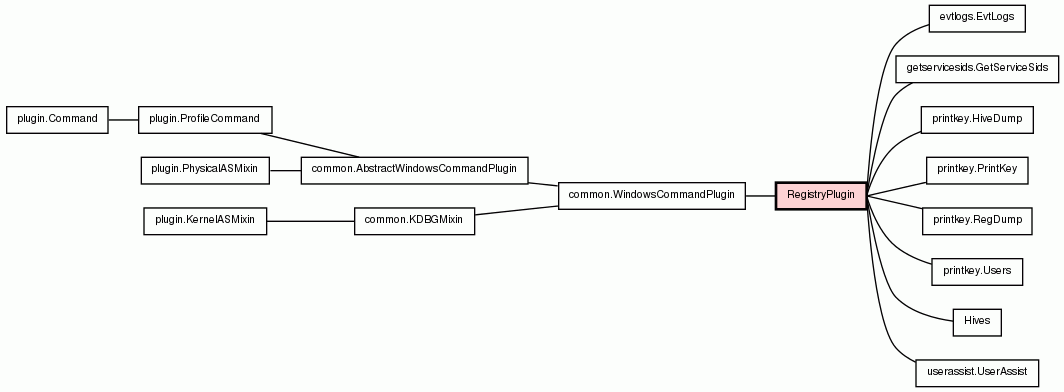 evtlogs.EvtLogs
getservicesids.GetServiceSids
plugin.Command
plugin.ProfileCommand
printkey.HiveDump
plugin.PhysicalASMixin
common.AbstractWindowsCommandPlugin
printkey.PrintKey
common.WindowsCommandPlugin
RegistryPlugin
plugin.KernelASMixin
common.KDBGMixin
printkey.RegDump
printkey.Users
Hives
userassist.UserAssist